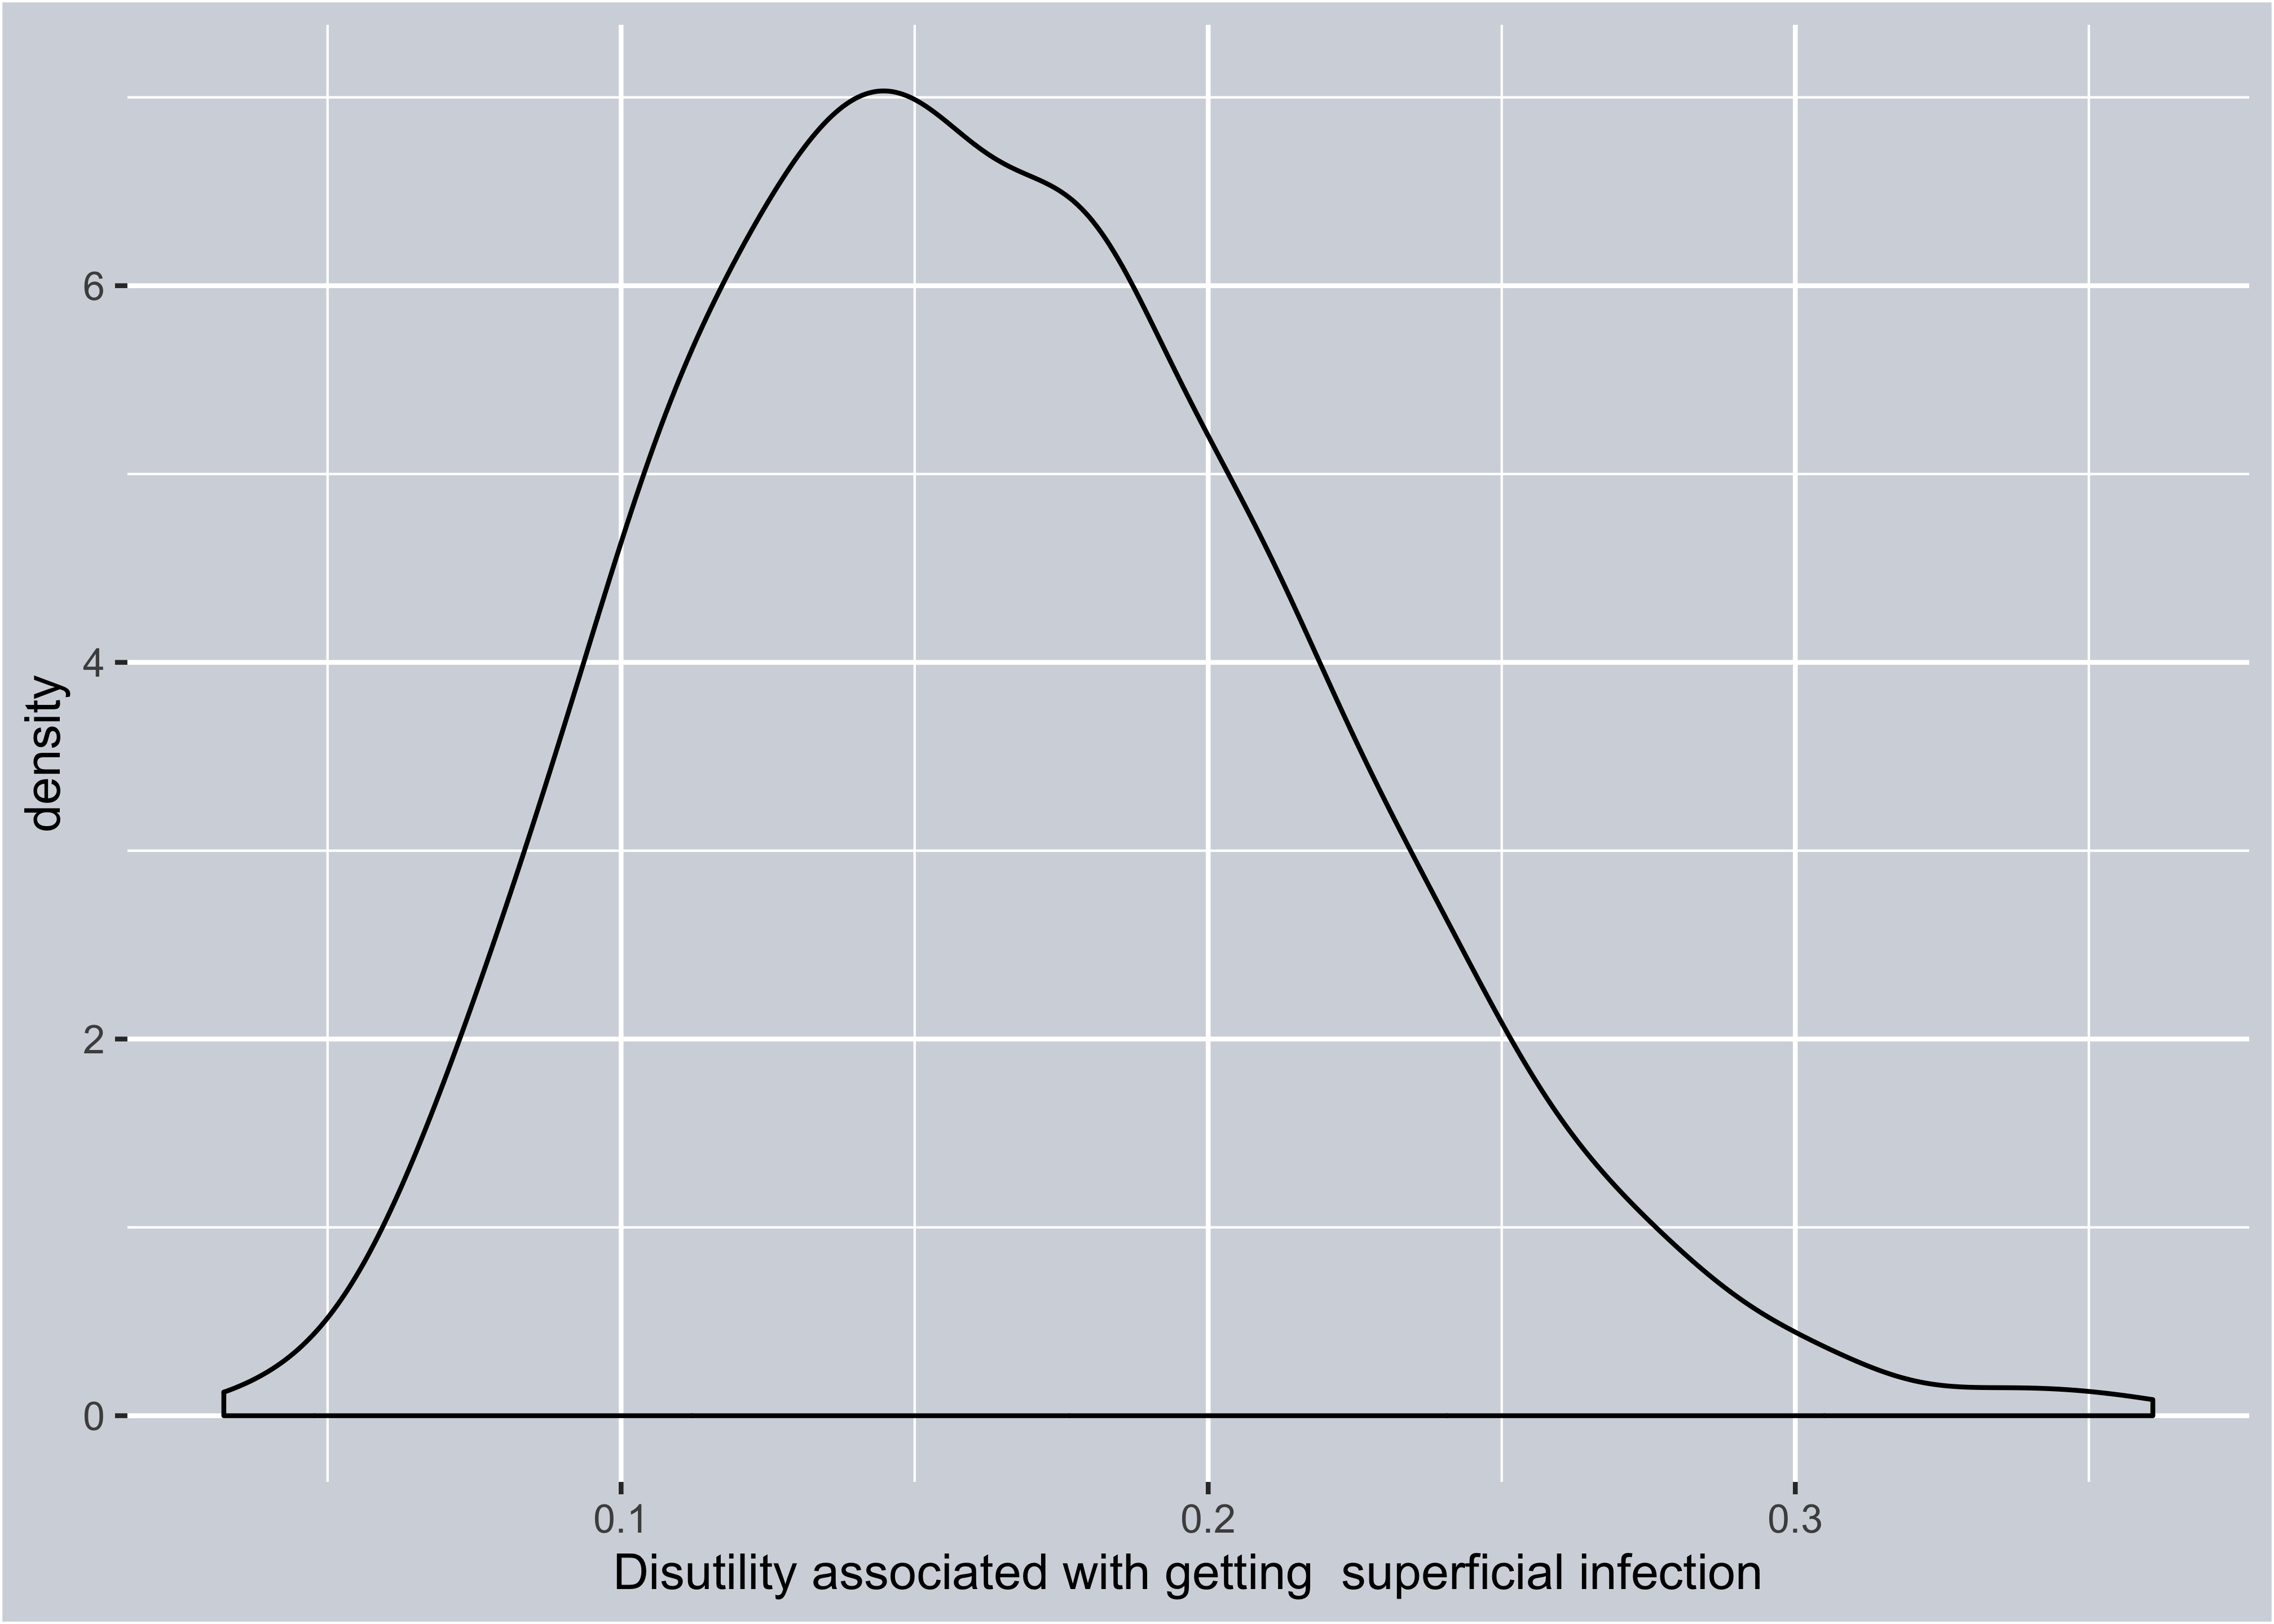 density
6
4
2
0
0.1 0.2 0.3
Disutility associated with getting  superficial infection